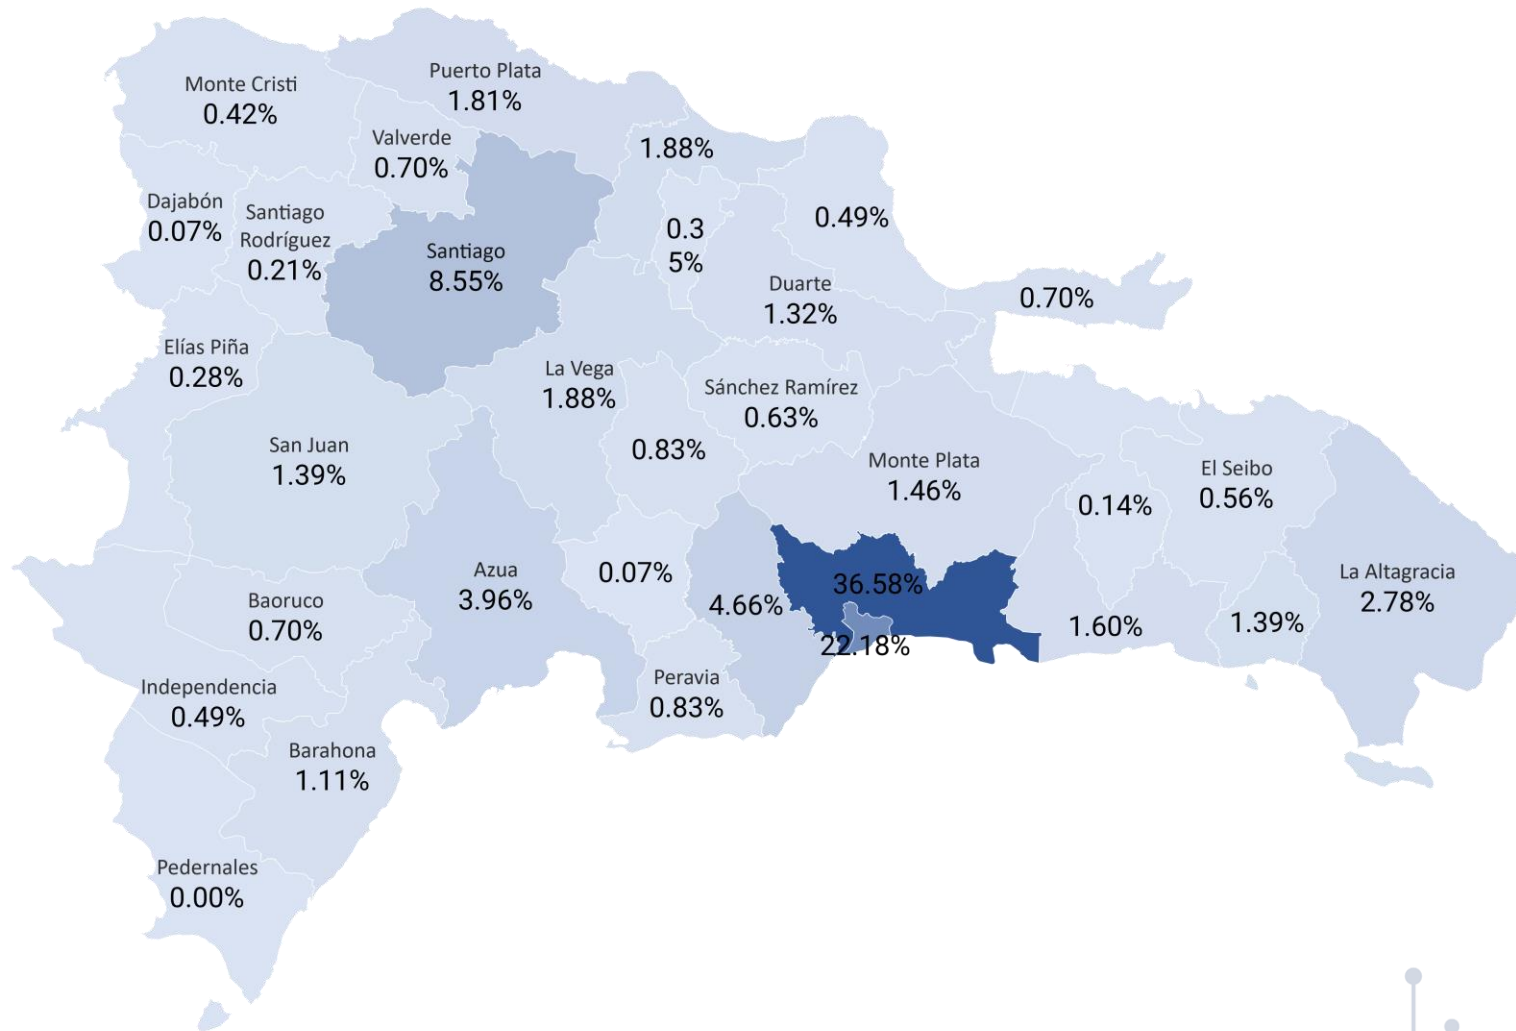 Puerto Plata
1.81%
Monte Cristi
0.42%
Valverde
0.70%
1.88%
Dajabón
0.07%
Santiago
Rodríguez
0.21%
Santiago
8.55%
0.3
5%
0.49%
Duarte
1.32%
0.70%
Elías Piña
0.28%
La Vega
1.88%
Sánchez Ramírez
0.63%
San Juan
1.39%
0.83%
Monte Plata
1.46%
El Seibo
0.56%
0.14%
Azua
3.96%
0.07%
4.66%
36.58%
22.18%
1.60%
1.39%
La Altagracia
2.78%
Baoruco
0.70%
Independencia
0.49%
Peravia
0.83%
Barahona
1.11%
Pedernales
0.00%